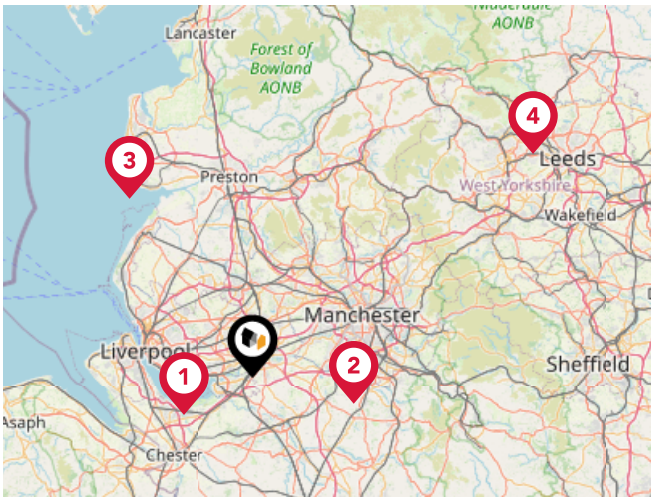 Nidderdale
AONB
Lancaster
Forest of
Bowland
AONB
4
3
Leeds
Preston
West Yorkshire
Wakefield
Manchester
Liverpool
2
1
Sheffield
Asaph
Chester